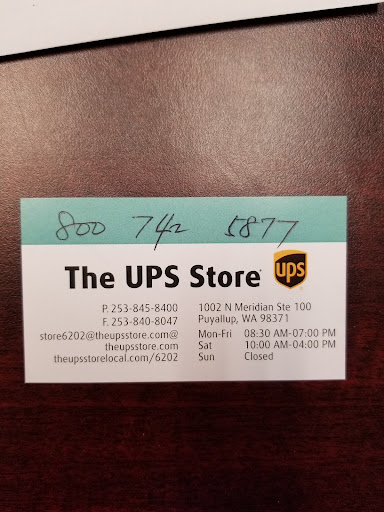 800 742 5877
The UPS Store
ups
P. 253-845-8400
F. 253-840-8047
store6202@theupsstore.com@
theupsstore.com
theupsstorelocal.com/6202
1002 N Meridian Ste 100
Puyallup, WA 98371
Mon-Fri 08:30 AM-07:00 PM
Sat 10:00 AM-04:00 PM
Sun Closed